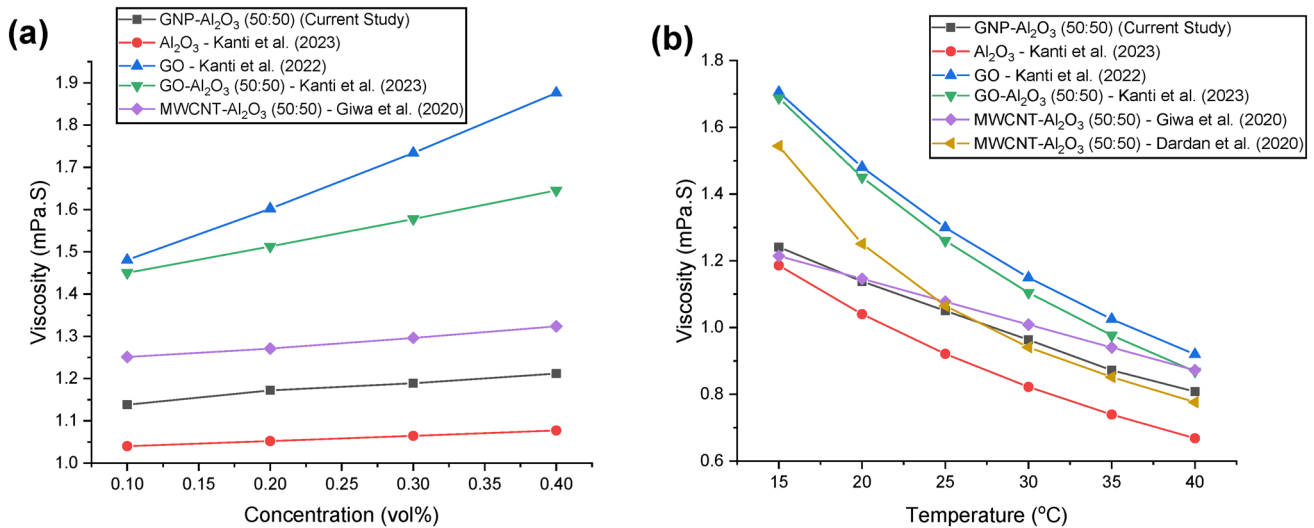 (a)
GNP-Al₂O₃ (50:50) (Current Study)
Al₂O₃ - Kanti et al. (2023)
GO - Kanti et al. (2022)
GO-Al₂O₃ (50:50) - Kanti et al. (2023)
MWCNT-Al₂O₃ (50:50) - Giwa et al. (2020)
Viscosity (mPa.S)
1.9
1.8
1.7
1.6
1.5
1.4
1.3
1.2
1.1
1.0
0.10 0.15 0.20 0.25 0.30 0.35 0.40
Concentration (vol%)
(b)
GNP-Al₂O₃ (50:50) (Current Study)
Al₂O₃ - Kanti et al. (2023)
GO - Kanti et al. (2022)
GO-Al₂O₃ (50:50) - Kanti et al. (2023)
MWCNT-Al₂O₃ (50:50) - Giwa et al. (2020)
MWCNT-Al₂O₃ (50:50) - Dardan et al. (2020)
Viscosity (mPa.S)
1.8
1.6
1.4
1.2
1.0
0.8
0.6
15 20 25 30 35 40
Temperature (°C)